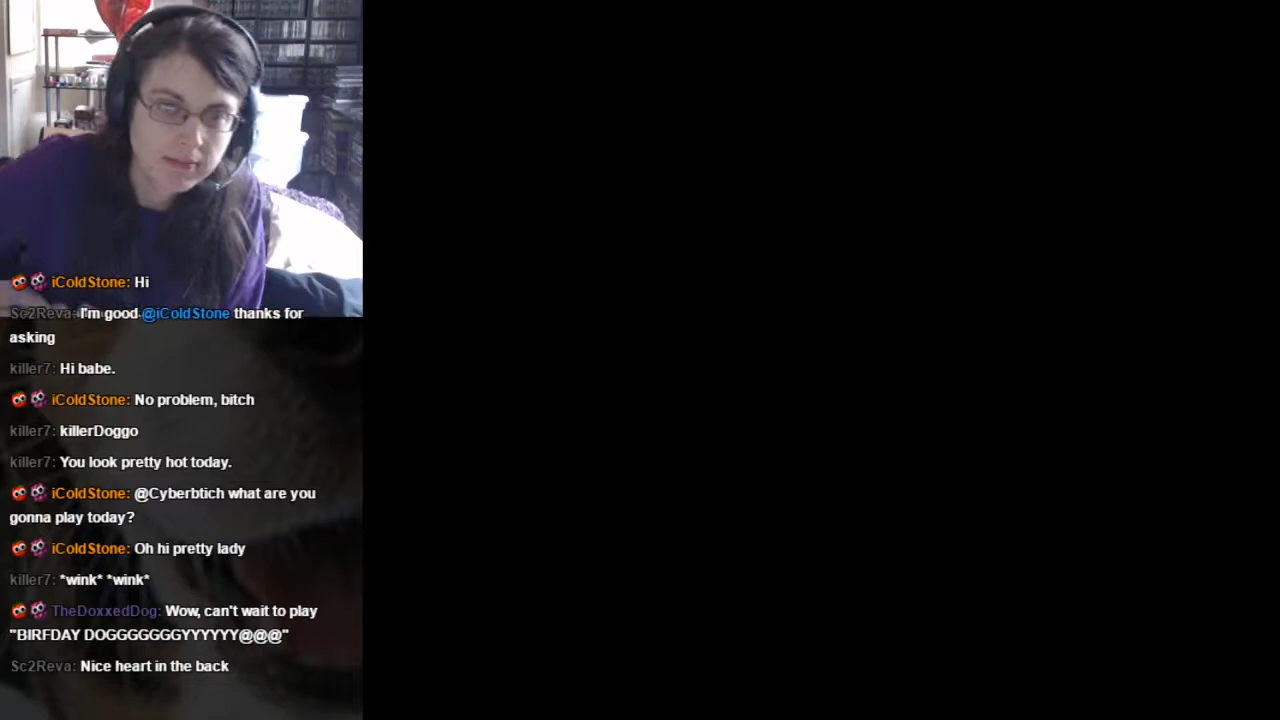 iColdStone: Hi
Sc2Reva: I'm good @iColdStone thanks for
asking
killer7: Hi babe.
iColdStone: No problem, bitch
killer7: killerDoggo
killer7: You look pretty hot today.
iColdStone: @Cyberbtich what are you
gonna play today?
iColdStone: Oh hi pretty lady
killer7: *wink* *wink*
TheDoxxedDog: Wow, can't wait to play
"BIRFDAY DOGGGGGGGYYYYYY@@@"
Sc2Reva: Nice heart in the back